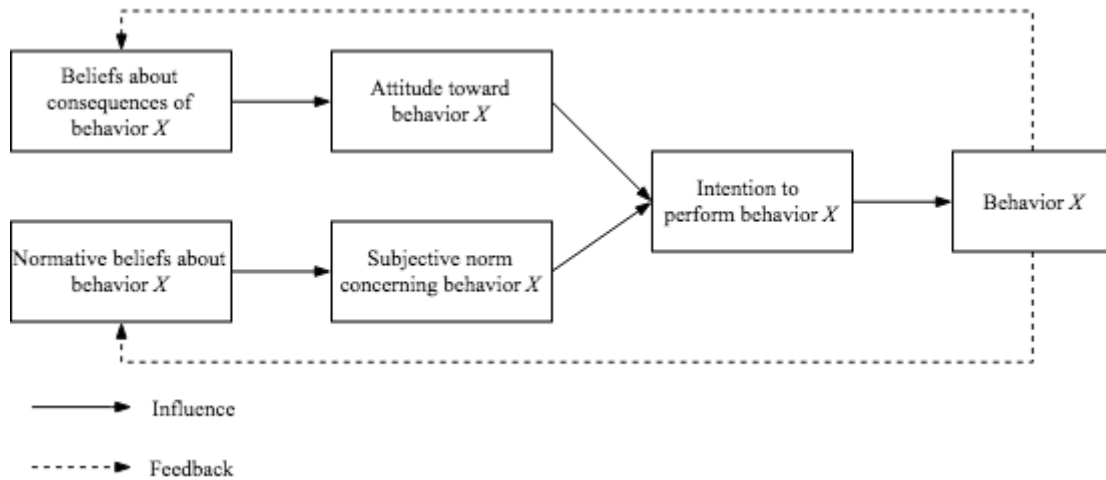 Beliefs about
consequences of
behavior X
Attitude toward
behavior X
Intention to
perform behavior X
Behavior X
Normative beliefs about
behavior X
Subjective norm
concerning behavior X
Influence
Feedback